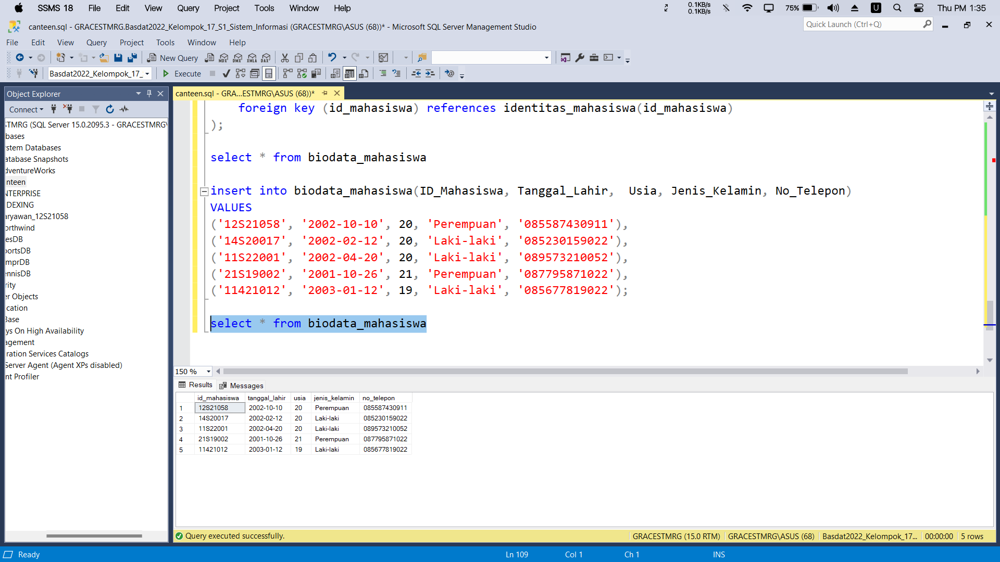 SSMS 18 File Edit View Query Project Tools Window Help 0.1KB/s 0.1KB/s 75% U Thu PM 1:35
canteen.sql - GRACESTMRG.Basdat2022_Kelompok_17_S1_Sistem_Informasi (GRACESTMRG\ASUS (68))* - Microsoft SQL Server Management Studio
Quick Launch (Ctrl+Q)
File Edit View Query Project Tools Window Help
New Query MDX DMX XMLA DAX
Basdat2022_Kelompok_17_ Execute
Object Explorer
Connect
STMRG (SQL Server 15.0.2095.3 - GRACESTMRG\
bases
stem Databases
atabase Snapshots
dventureWorks
nteen
NTERPRISE
DEXING
aryawan_12S21058
orthwind
esDB
portsDB
mprDB
ennisDB
rity
er Objects
cation
Base
ys On High Availability
agement
ration Services Catalogs
Server Agent (Agent XPs disabled)
nt Profiler
canteen.sql - GRA...ESTMRG\ASUS (68))*
foreign key (id_mahasiswa) references identitas_mahasiswa(id_mahasiswa)
);
select * from biodata_mahasiswa
insert into biodata_mahasiswa(ID_Mahasiswa, Tanggal_Lahir,  Usia, Jenis_Kelamin, No_Telepon)
VALUES
('12S21058', '2002-10-10', 20, 'Perempuan', '085587430911'),
('14S20017', '2002-02-12', 20, 'Laki-laki', '085230159022'),
('11S22001', '2002-04-20', 20, 'Laki-laki', '089573210052'),
('21S19002', '2001-10-26', 21, 'Perempuan', '087795871022'),
('11421012', '2003-01-12', 19, 'Laki-laki', '085677819022');
select * from biodata_mahasiswa
150 %
Results Messages
id_mahasiswa tanggal_lahir usia jenis_kelamin no_telepon
1 12S21058 2002-10-10 20 Perempuan 085587430911
2 14S20017 2002-02-12 20 Laki-laki 085230159022
3 11S22001 2002-04-20 20 Laki-laki 089573210052
4 21S19002 2001-10-26 21 Perempuan 087795871022
5 11421012 2003-01-12 19 Laki-laki 085677819022
Query executed successfully. GRACESTMRG (15.0 RTM) GRACESTMRG\ASUS (68) Basdat2022_Kelompok_17... 00:00:00 5 rows
Ready Ln 109 Col 1 Ch 1 INS